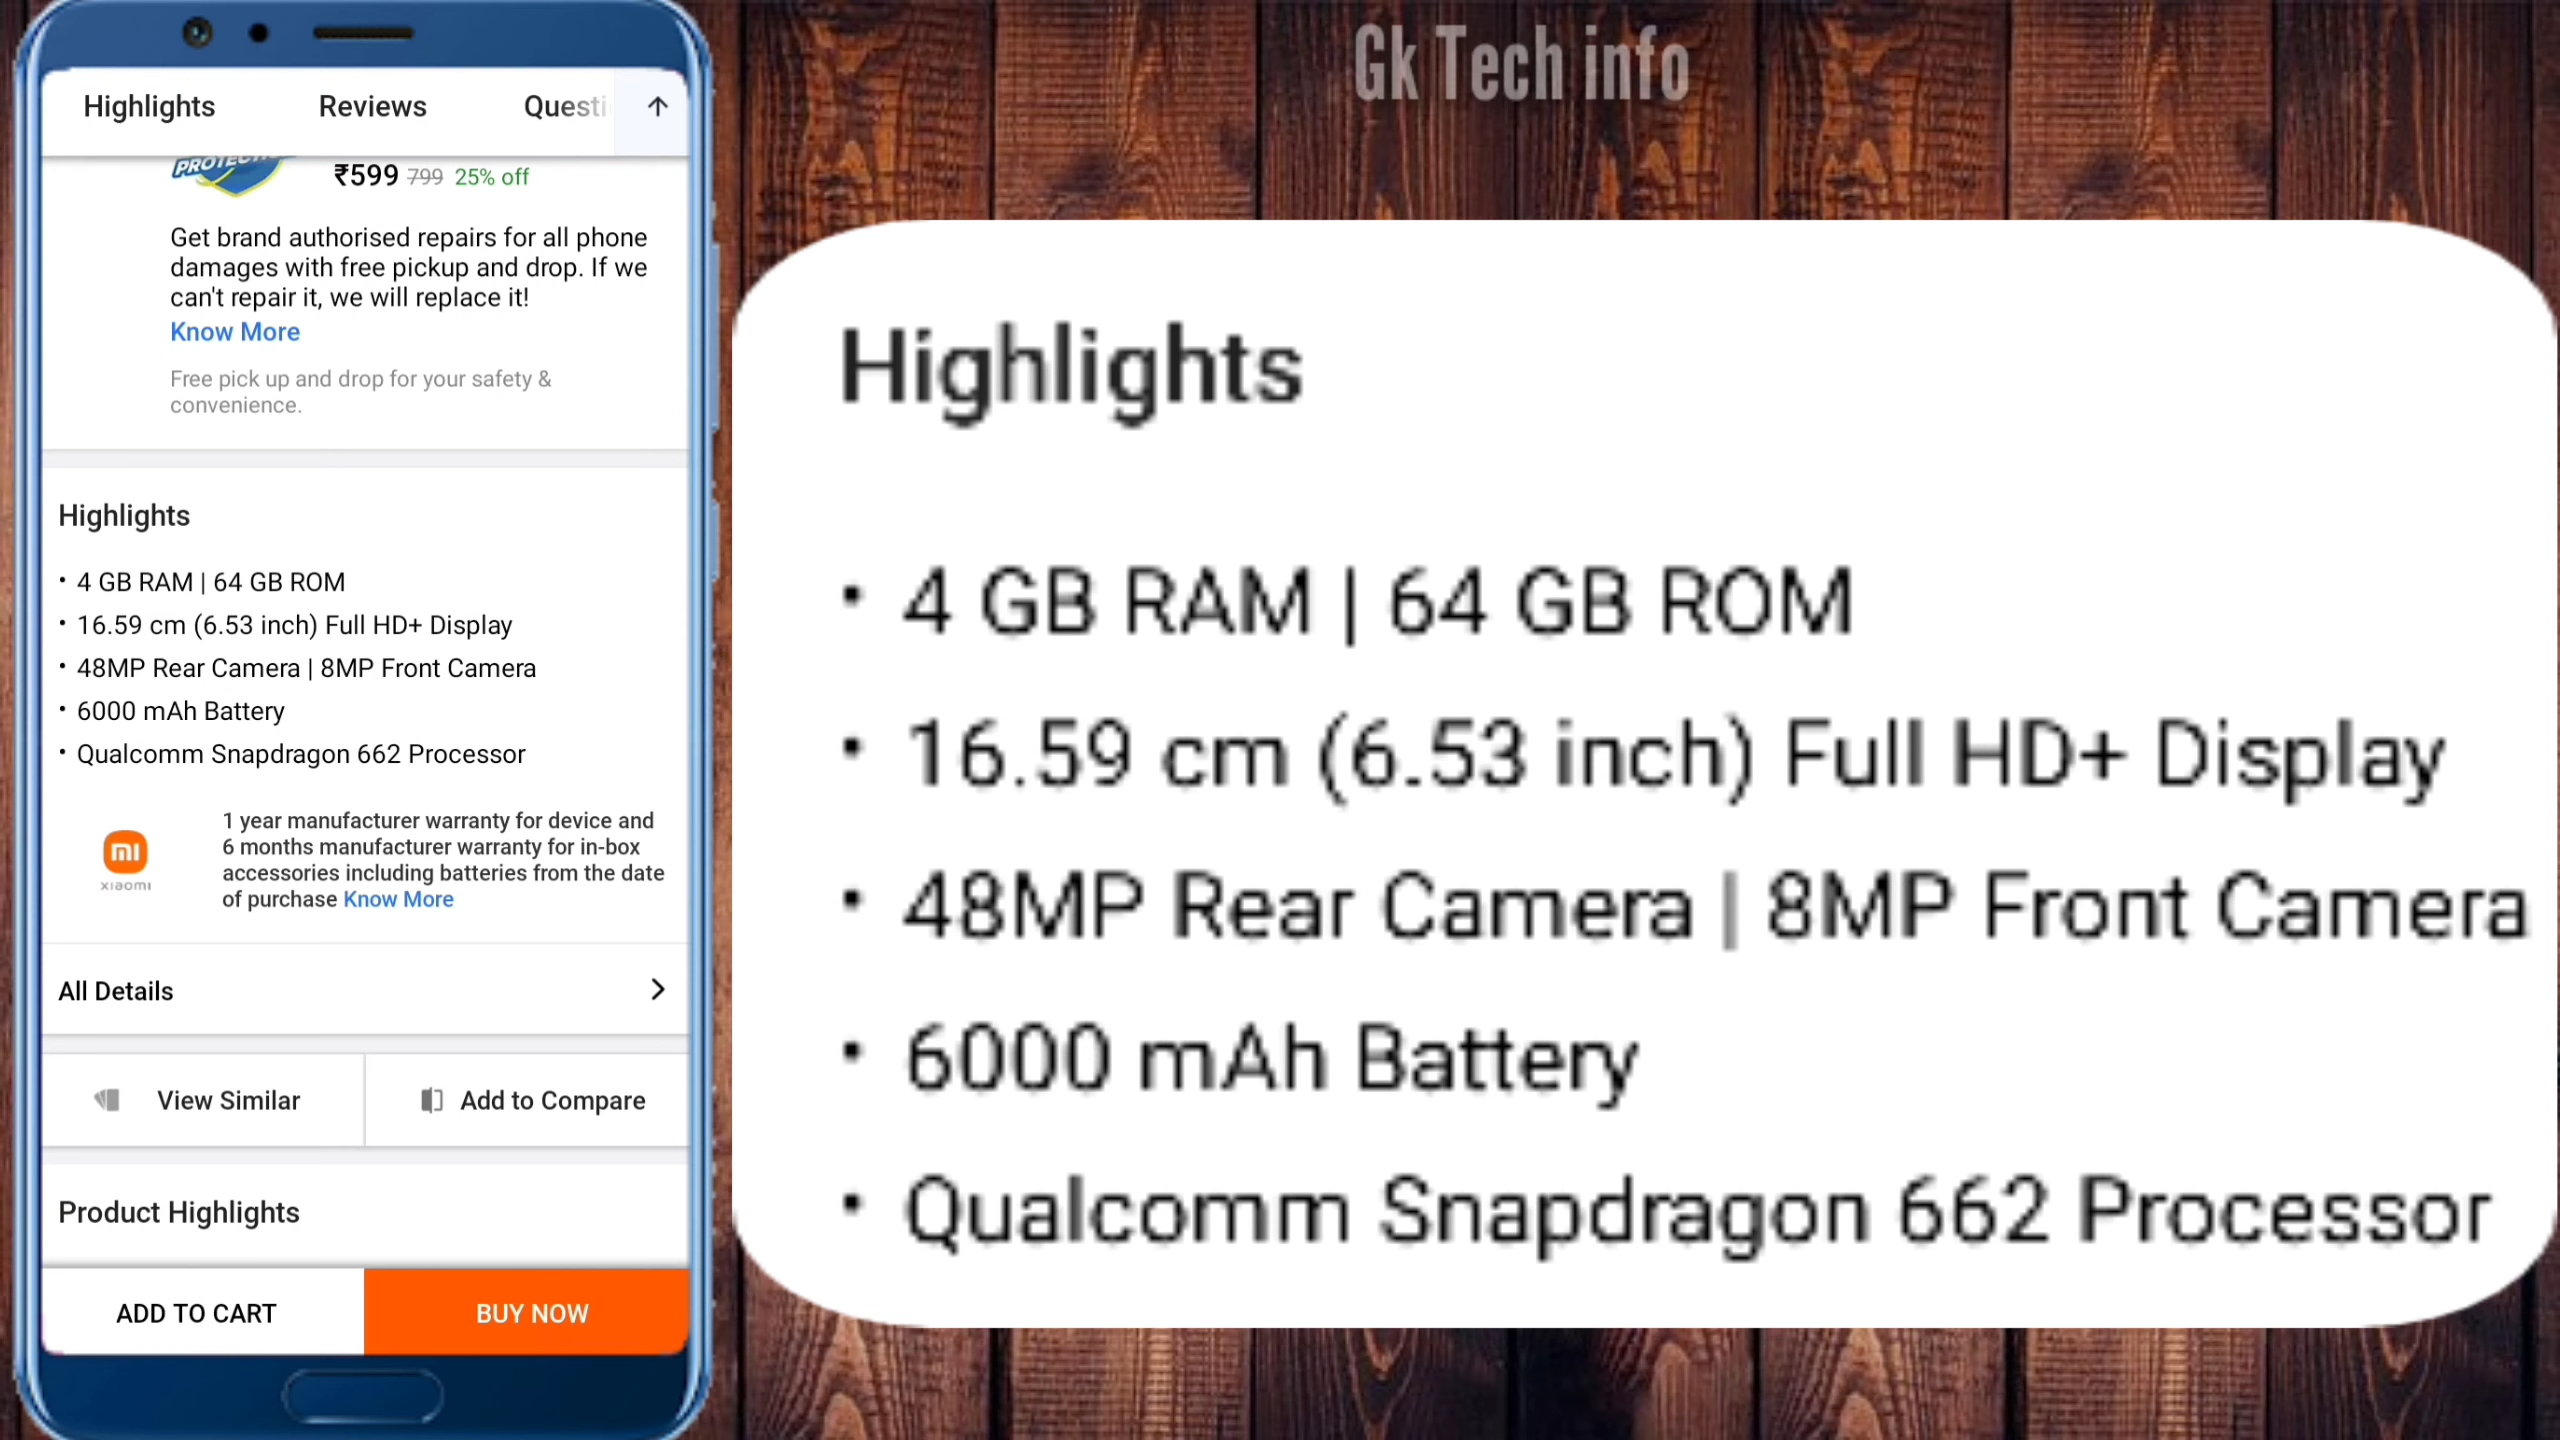 Gk Tech info
Highlights
Reviews
Questi
PROTECT
₹599 799 25% off
Get brand authorised repairs for all phone
damages with free pickup and drop. If we
can't repair it, we will replace it!
Know More
Free pick up and drop for your safety &
convenience.
Highlights
• 4 GB RAM | 64 GB ROM
• 16.59 cm (6.53 inch) Full HD+ Display
• 48MP Rear Camera | 8MP Front Camera
• 6000 mAh Battery
• Qualcomm Snapdragon 662 Processor
mi
xiaomi
1 year manufacturer warranty for device and
6 months manufacturer warranty for in-box
accessories including batteries from the date
of purchase Know More
All Details
View Similar
Add to Compare
Product Highlights
ADD TO CART
BUY NOW
Highlights
• 4 GB RAM | 64 GB ROM
• 16.59 cm (6.53 inch) Full HD+ Display
• 48MP Rear Camera | 8MP Front Camera
• 6000 mAh Battery
• Qualcomm Snapdragon 662 Processor